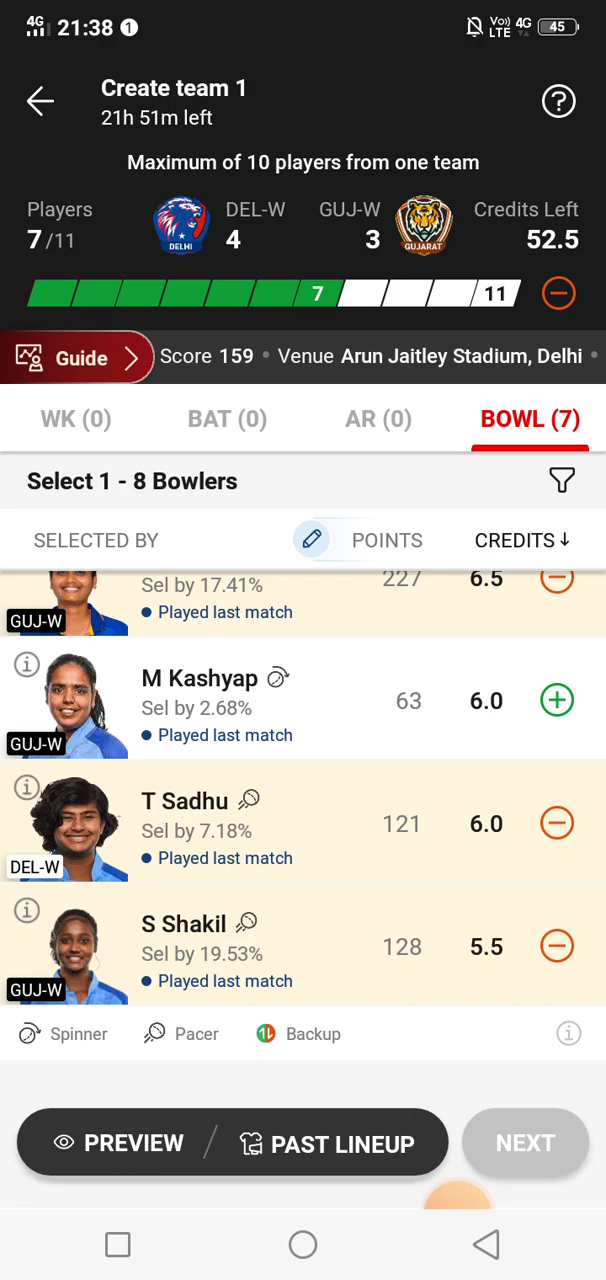 4G 21:38 1 Vo)) LTE 4G 45
Create team 1
21h 51m left
Maximum of 10 players from one team
Players DEL-W GUJ-W Credits Left
7/11 DELHI 4 3 GUJARAT 52.5
7 11
Guide Score 159 • Venue Arun Jaitley Stadium, Delhi •
WK (0) BAT (0) AR (0) BOWL (7)
Select 1 - 8 Bowlers
SELECTED BY POINTS CREDITS↓
Sel by 17.41% 227 6.5
GUJ-W • Played last match
M Kashyap
Sel by 2.68% 63 6.0
GUJ-W • Played last match
T Sadhu
Sel by 7.18% 121 6.0
DEL-W • Played last match
S Shakil
Sel by 19.53% 128 5.5
GUJ-W • Played last match
Spinner Pacer Backup
PREVIEW / PAST LINEUP NEXT